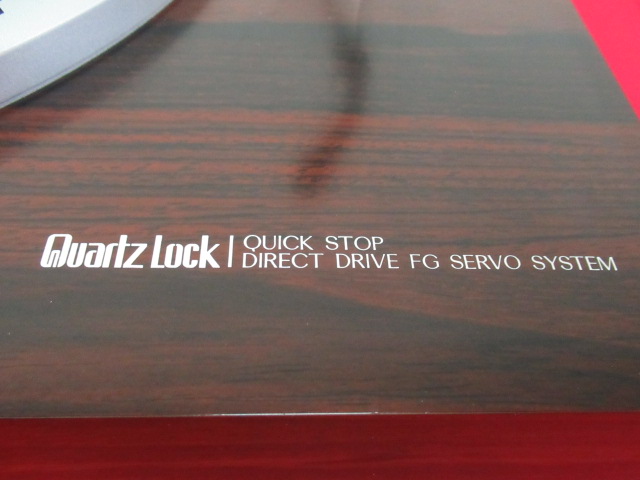 Quartz Lock
QUICK STOP
DIRECT DRIVE FG SERVO SYSTEM